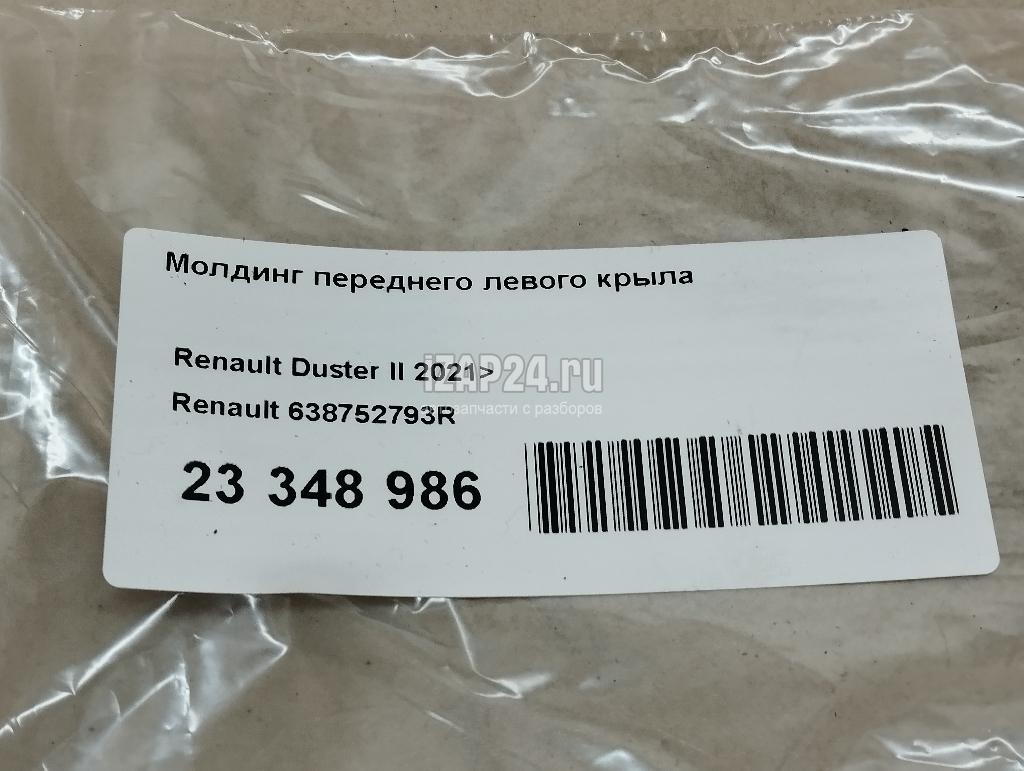 Молдинг переднего левого крыла
Renault Duster II 2021>
iZAP24.ru
Renault 638752793R
автозапчасти с разборов
23 348 986